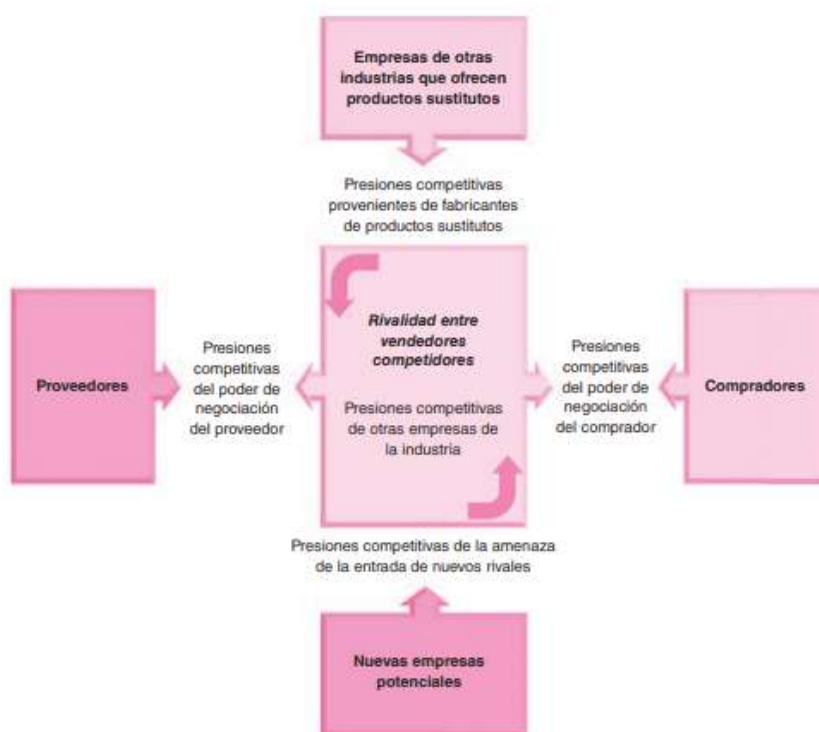 Empresas de otras
industrias que ofrecen
productos sustitutos
Presiones competitivas
provenientes de fabricantes
de productos sustitutos
Proveedores
Presiones
competitivas
del poder de
negociación
del proveedor
Rivalidad entre
vendedores
competidores
Presiones competitivas
de otras empresas de
la industria
Presiones
competitivas
del poder de
negociación
del comprador
Compradores
Presiones competitivas de la amenaza
de la entrada de nuevos rivales
Nuevas empresas
potenciales